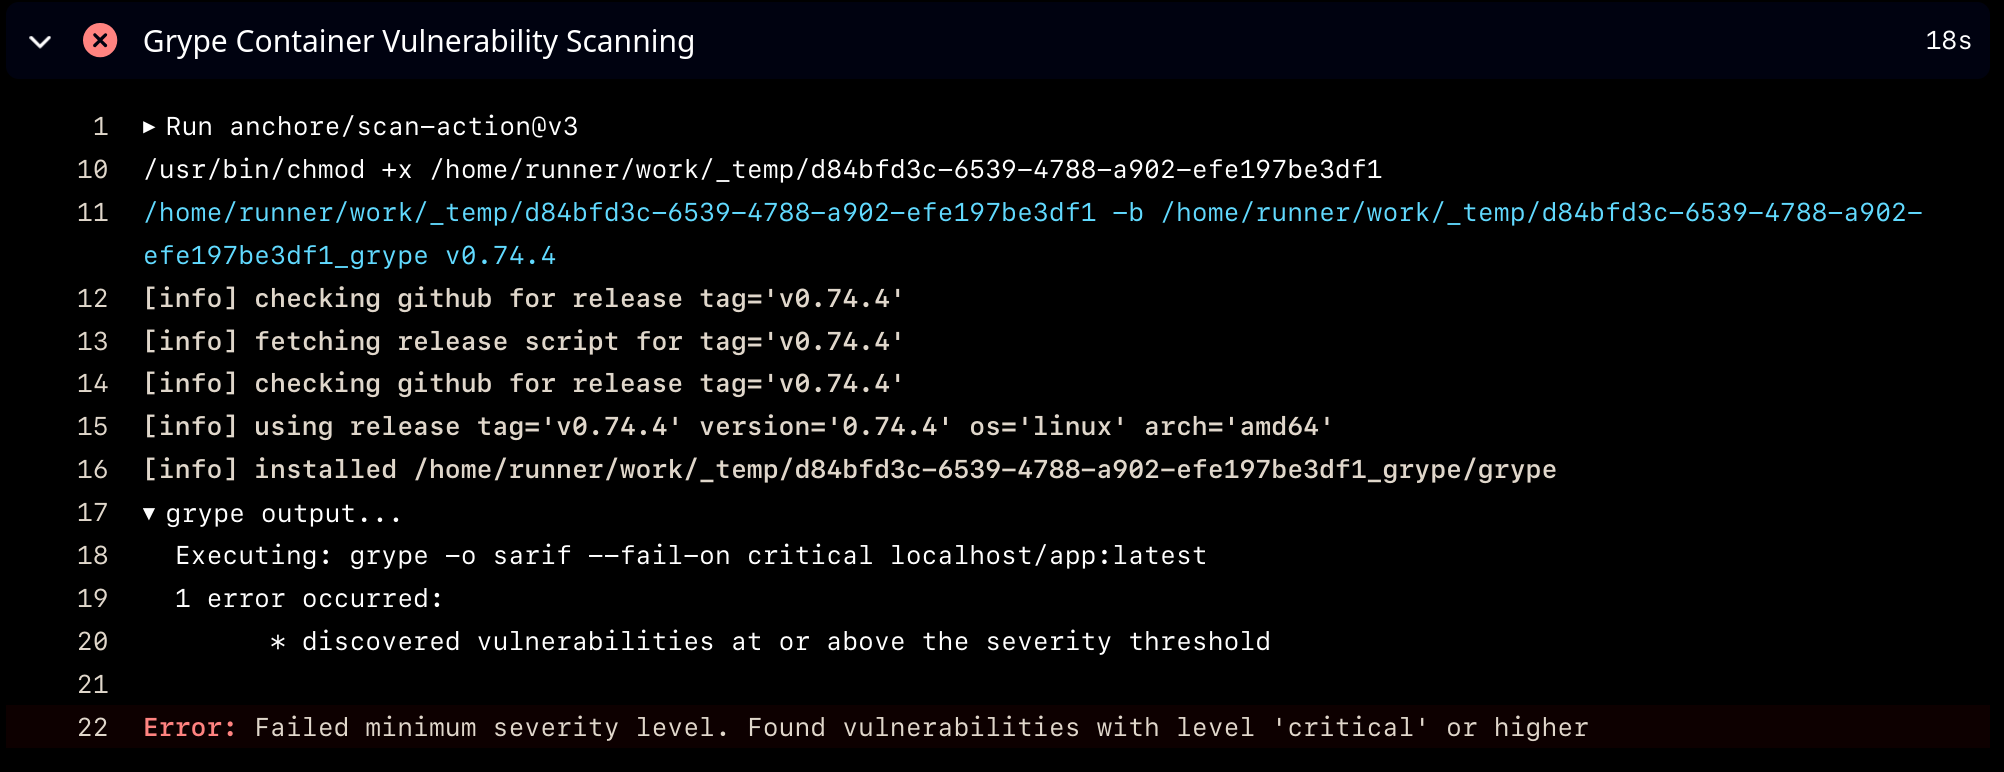 Grype Container Vulnerability Scanning 18s
1 ▶ Run anchore/scan-action@v3
10 /usr/bin/chmod +x /home/runner/work/_temp/d84bfd3c-6539-4788-a902-efe197be3df1
11 /home/runner/work/_temp/d84bfd3c-6539-4788-a902-efe197be3df1 -b /home/runner/work/_temp/d84bfd3c-6539-4788-a902-
efe197be3df1_grype v0.74.4
12 [info] checking github for release tag='v0.74.4'
13 [info] fetching release script for tag='v0.74.4'
14 [info] checking github for release tag='v0.74.4'
15 [info] using release tag='v0.74.4' version='0.74.4' os='linux' arch='amd64'
16 [info] installed /home/runner/work/_temp/d84bfd3c-6539-4788-a902-efe197be3df1_grype/grype
17 ▼ grype output...
18 Executing: grype -o sarif --fail-on critical localhost/app:latest
19 1 error occurred:
20 * discovered vulnerabilities at or above the severity threshold
21
22 Error: Failed minimum severity level. Found vulnerabilities with level 'critical' or higher